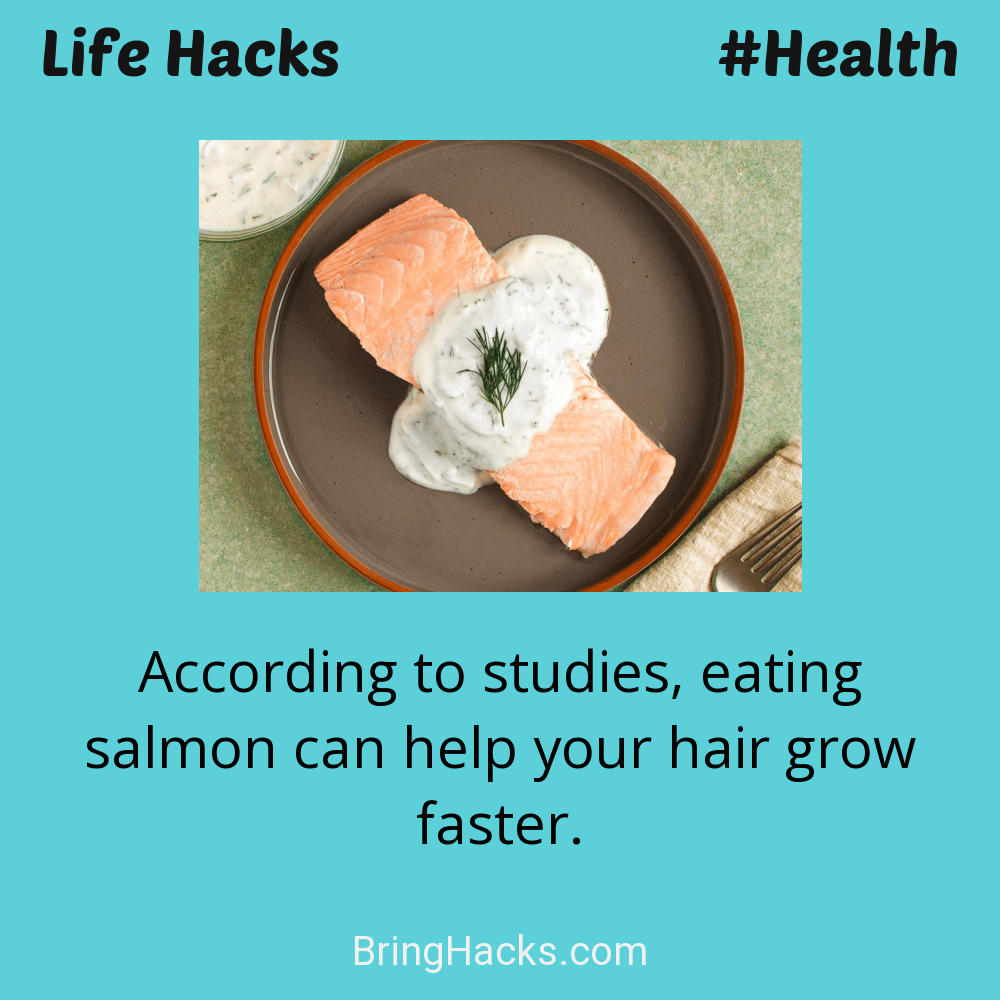 Life Hacks
#Health
According to studies, eating
salmon can help your hair grow
faster.
BringHacks.com